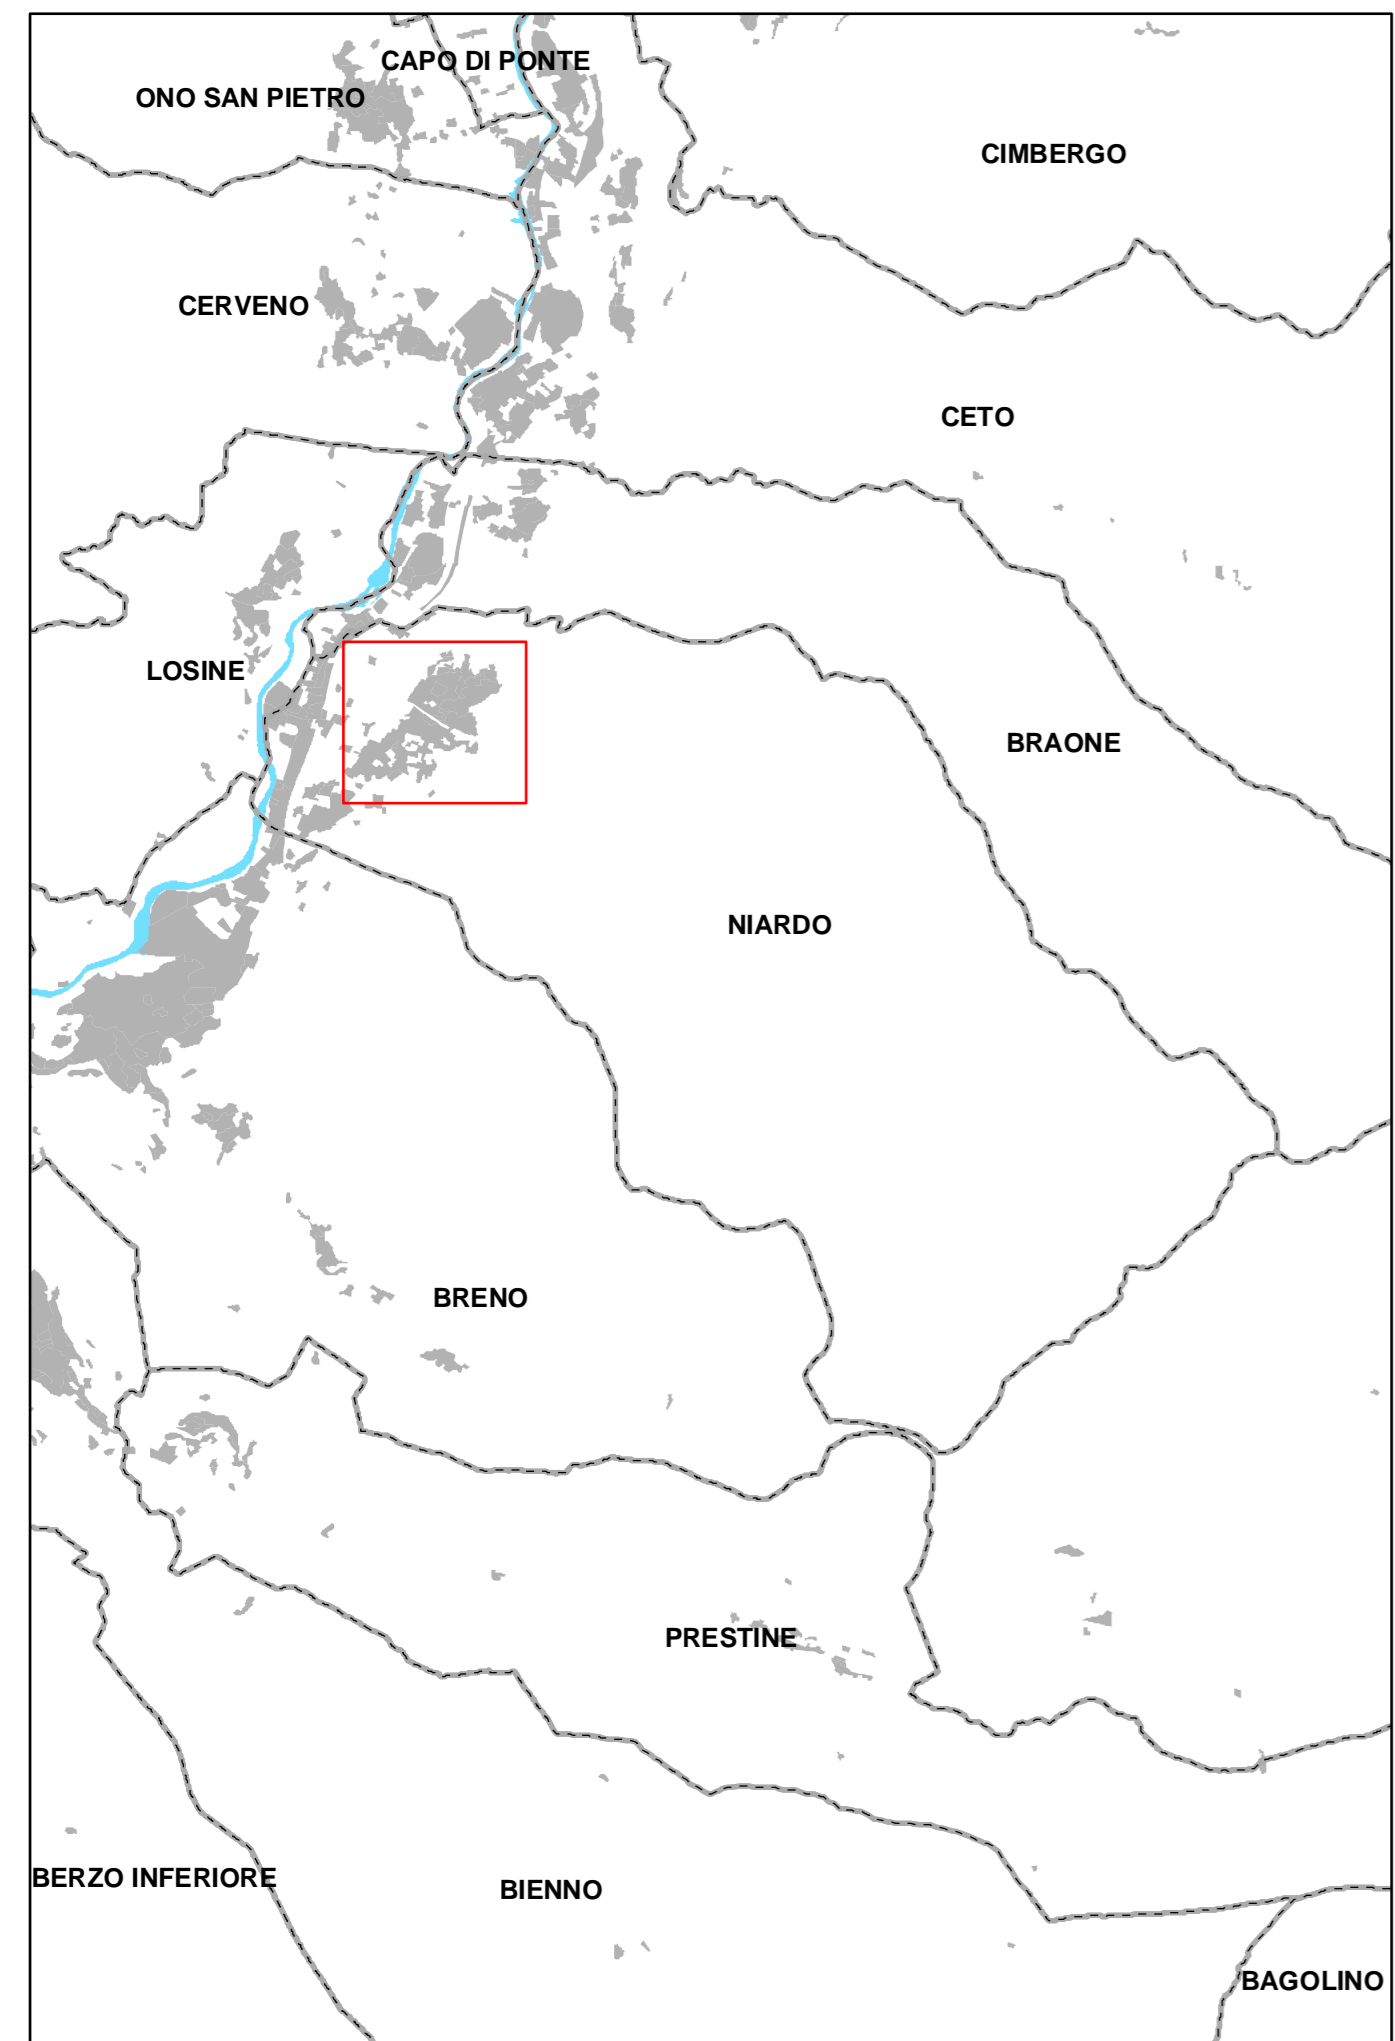 CAPO DI PONTE
ONO SAN PIETRO
CIMBERGO
CERVENO
CETO
LOSINE
BRAONE
NIARDO
BRENO
PRESTINE
BERZO INFERIORE
BIENNO
BAGOLINO